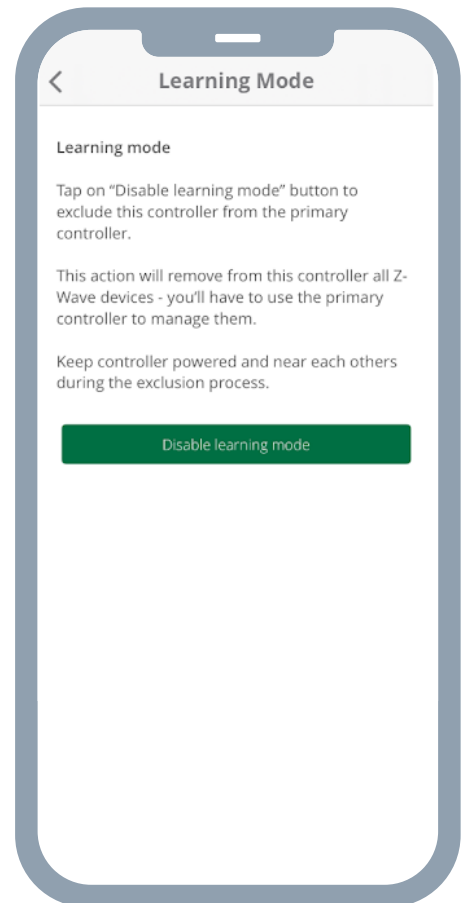 Learning Mode
Learning mode
Tap on “Disable learning mode” button to
exclude this controller from the primary
controller.
This action will remove from this controller all Z-
Wave devices - you’ll have to use the primary
controller to manage them.
Keep controller powered and near each others
during the exclusion process.
Disable learning mode